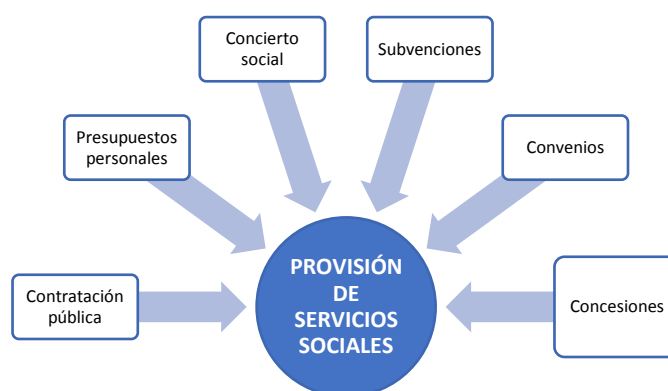 Concierto
social
Subvenciones
Presupuestos
personales
Convenios
Contratación
pública
PROVISIÓN
DE
SERVICIOS
SOCIALES
Concesiones